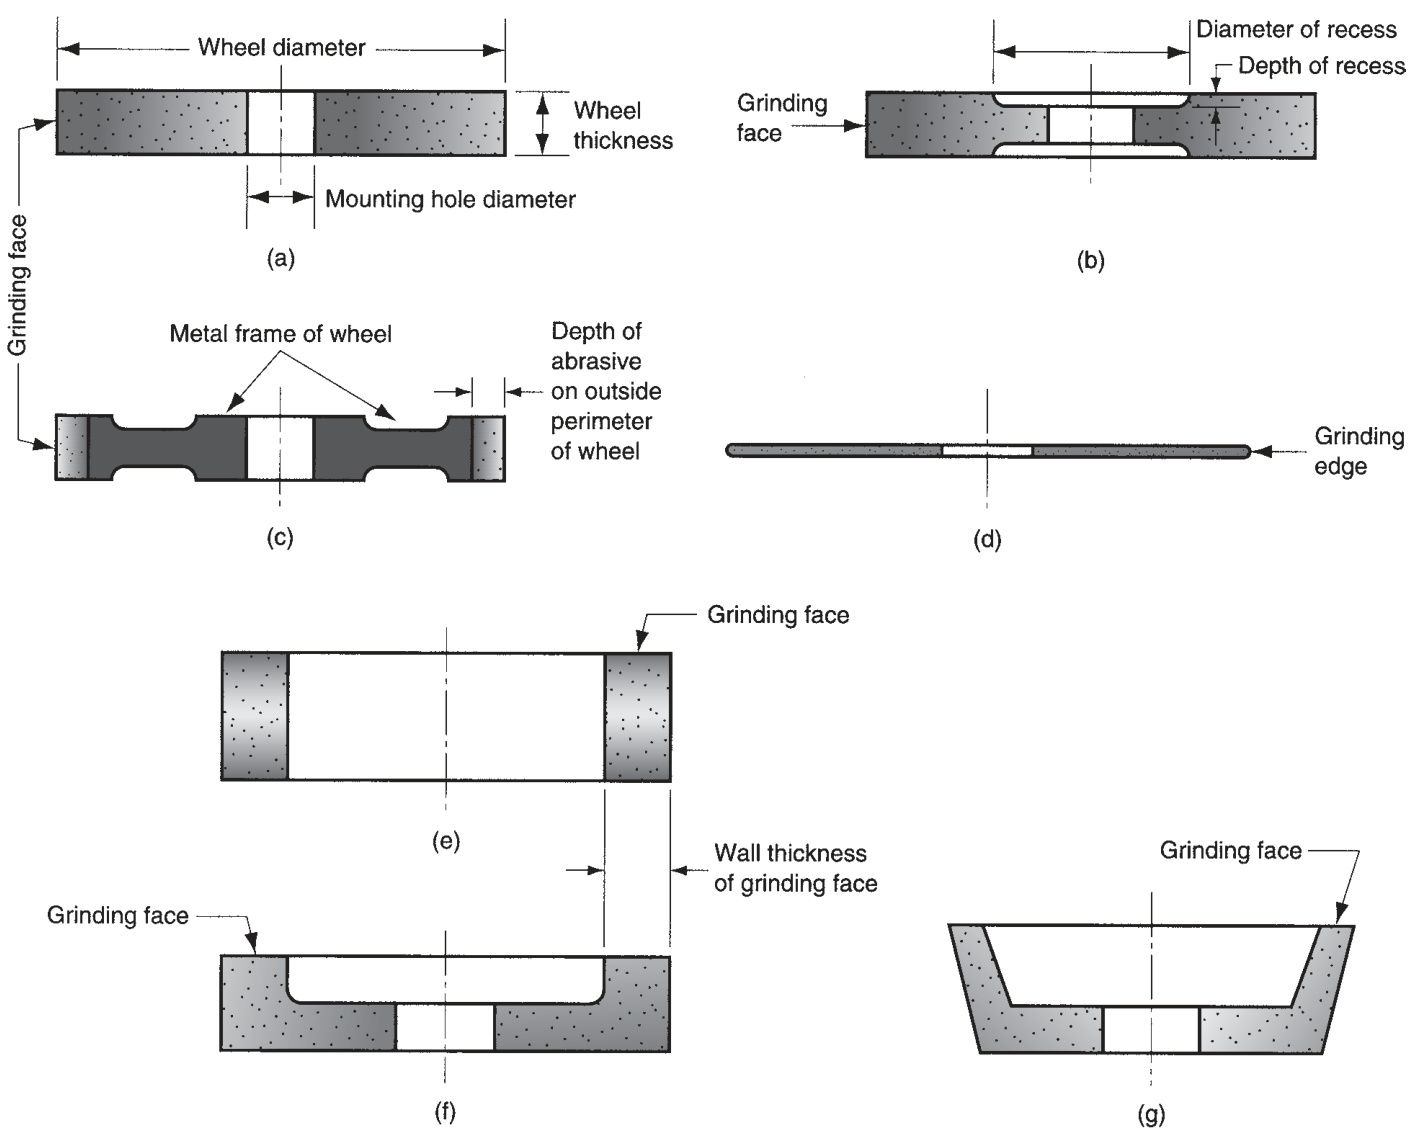 Wheel diameter
Wheel
thickness
Mounting hole diameter
(a)
Diameter of recess
Depth of recess
Grinding
face
(b)
Grinding face
Metal frame of wheel
Depth of
abrasive
on outside
perimeter
of wheel
(c)
Grinding
edge
(d)
Grinding face
(e)
Wall thickness
of grinding face
Grinding face
(f)
Grinding face
(g)